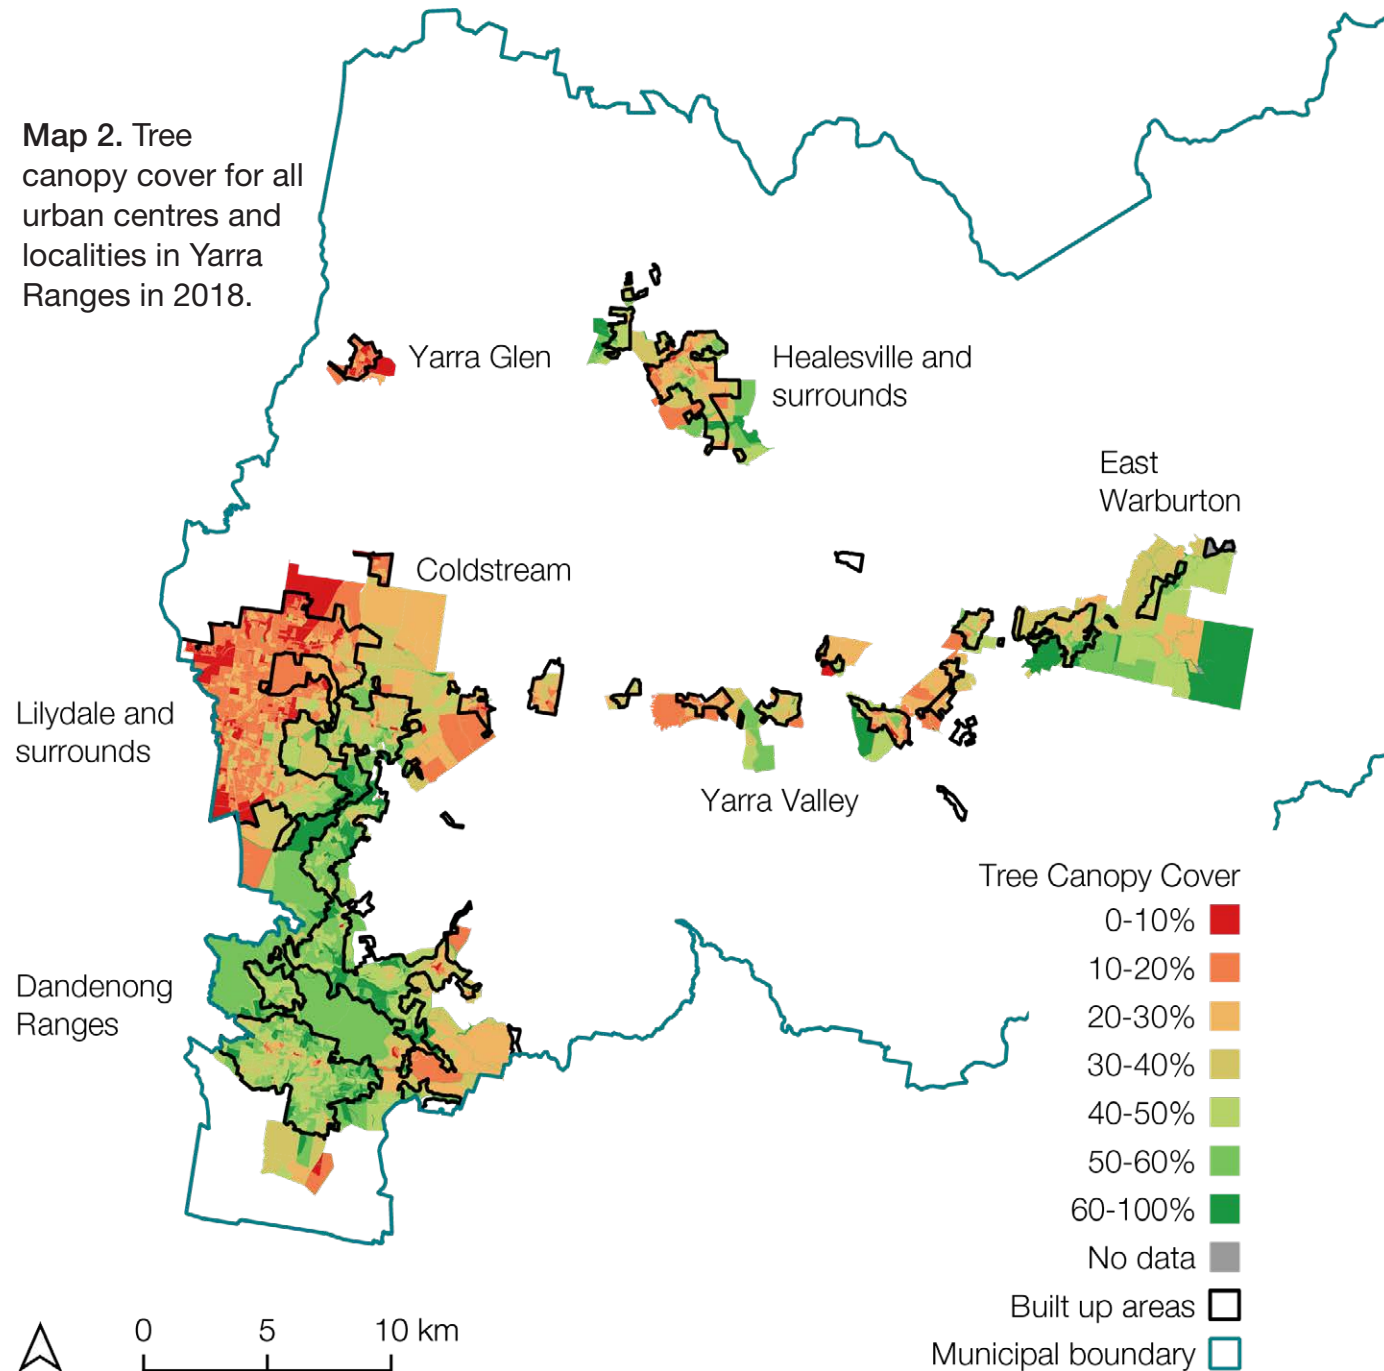 Map 2. Tree
canopy cover for all
urban centres and
localities in Yarra
Ranges in 2018.
Yarra Glen
Healesville and
surrounds
East
Warburton
Coldstream
Lilydale and
surrounds
Yarra Valley
Dandenong
Ranges
Tree Canopy Cover
0-10%
10-20%
20-30%
30-40%
40-50%
50-60%
60-100%
No data
Built up areas
Municipal boundary
0 5 10 km